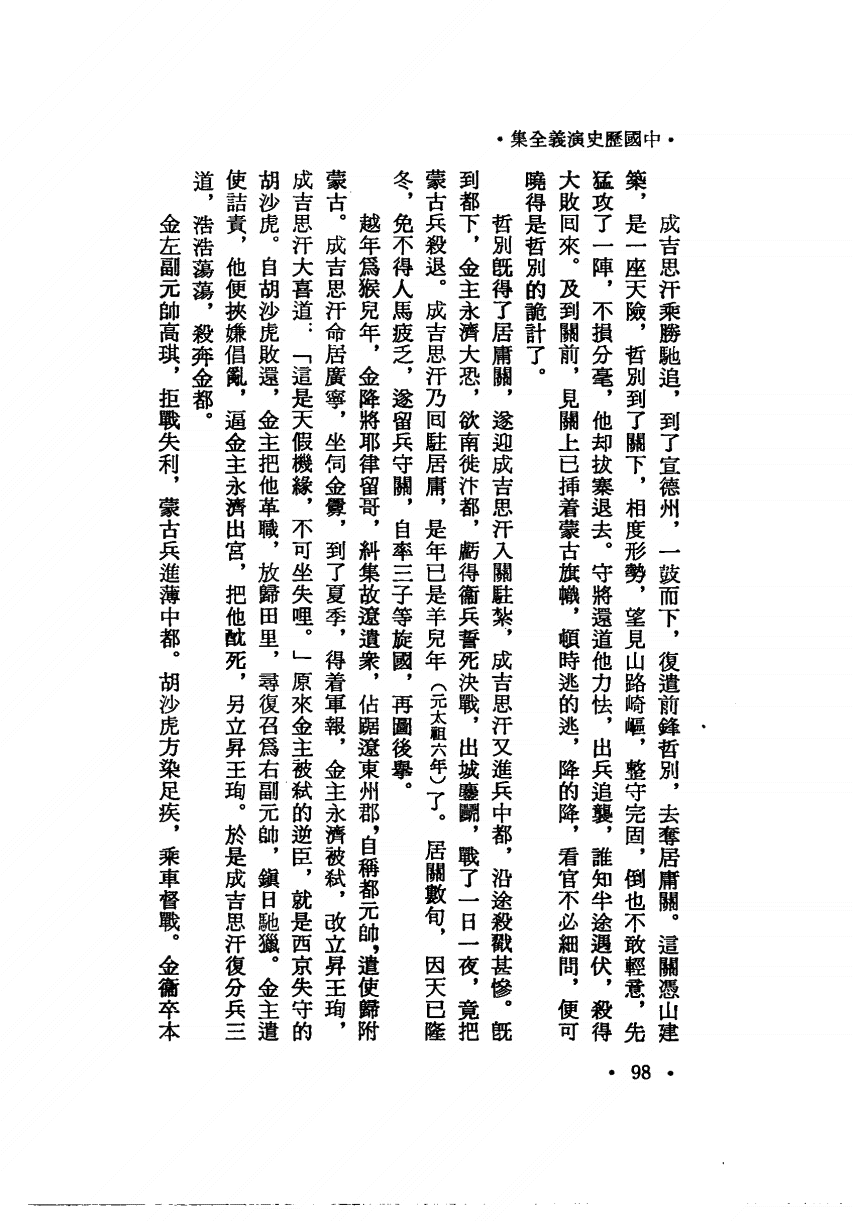 ·中國歷史演義全集·
成吉思汗乘勝馳追，到了宣德州，一鼓而下，復遣前鋒哲別，去奪居庸關。這關憑山建
築，是一座天險，哲別到了關下，相度形勢，望見山路崎嶇，整守完固，倒也不敢輕意，先
猛攻了一陣，不損分毫，他却拔寨退去。守將還道他力怯，出兵追襲，誰知半途遇伏，殺得
大敗回來。及到關前，見關上已揷着蒙古旗幟，頓時逃的逃，降的降，看官不必細問，便可
曉得是哲別的詭計了。
哲別既得了居庸關，遂迎成吉思汗入關駐紮，成吉思汗又進兵中都，沿途殺戮甚慘。既
到都下，金主永濟大恐，欲南徙汴都，虧得衞兵誓死決戰，出城鏖鬭，戰了一日一夜，竟把
蒙古兵殺退。成吉思汗乃回駐居庸，是年已是羊兒年（元太祖六年）了。居關數旬，因天已隆
冬，免不得人馬疲乏，遂留兵守關，自率三子等旋國，再圖後舉。
越年爲猴兒年，金降將耶律留哥，糾集故遼遺衆，佔踞遼東州郡，自稱都元帥，遣使歸附
蒙古。成吉思汗命居廣寧，坐伺金釁，到了夏季，得着軍報，金主永濟被弒，改立昇王珣，
成吉思汗大喜道：「這是天假機緣，不可坐失哩。」原來金主被弒的逆臣，就是西京失守的
胡沙虎。自胡沙虎敗還，金主把他革職，放歸田里，尋復召爲右副元帥，鎭日馳獵。金主遣
使詰責，他便挾嫌倡亂，逼金主永濟出宮，把他酖死，另立昇王珣。於是成吉思汗復分兵三
道，浩浩蕩蕩，殺奔金都。
金左副元帥高琪，拒戰失利，蒙古兵進薄中都。胡沙虎方染足疾，乘車督戰。金衞卒本
·98·